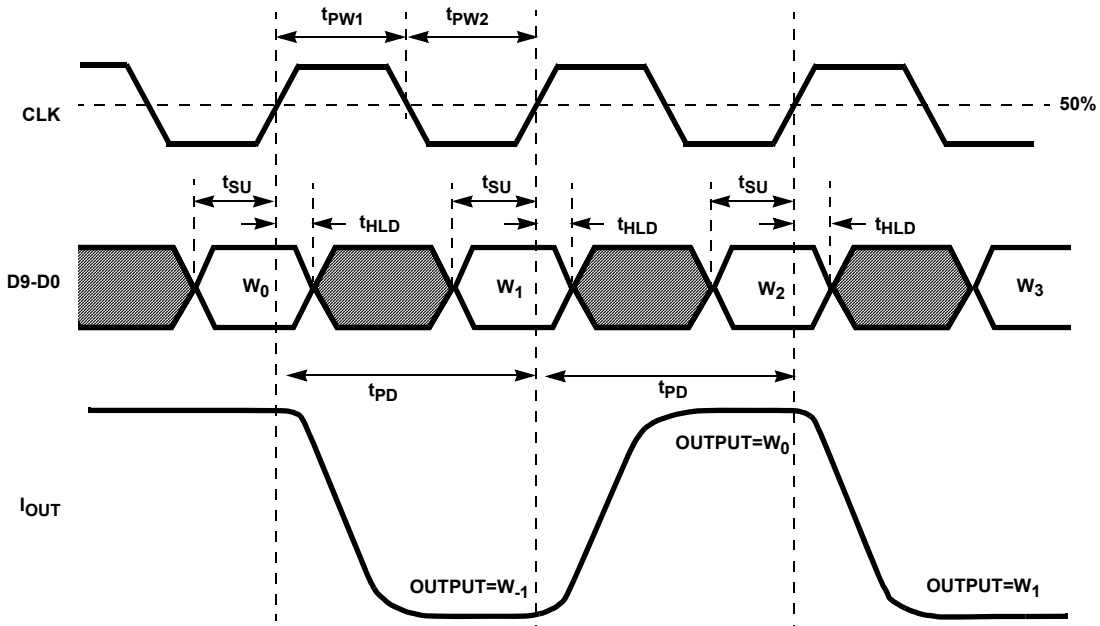 tPW1 tPW2
CLK
50%
tSU tSU tSU
tHLD tHLD tHLD
D9-D0
W0 W1 W2 W3
tPD tPD
OUTPUT=W0
IOUT
OUTPUT=W-1 OUTPUT=W1